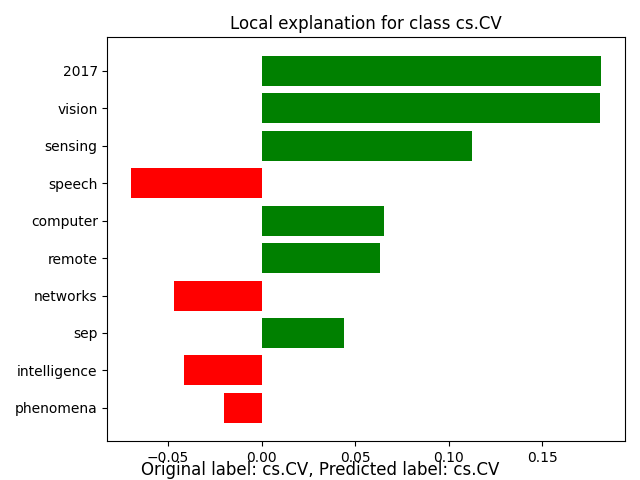 Local explanation for class cs.CV
2017
vision
sensing
speech
computer
remote
networks
sep
intelligence
phenomena
−0.05 0.00 0.05 0.10 0.15
Original label: cs.CV, Predicted label: cs.CV